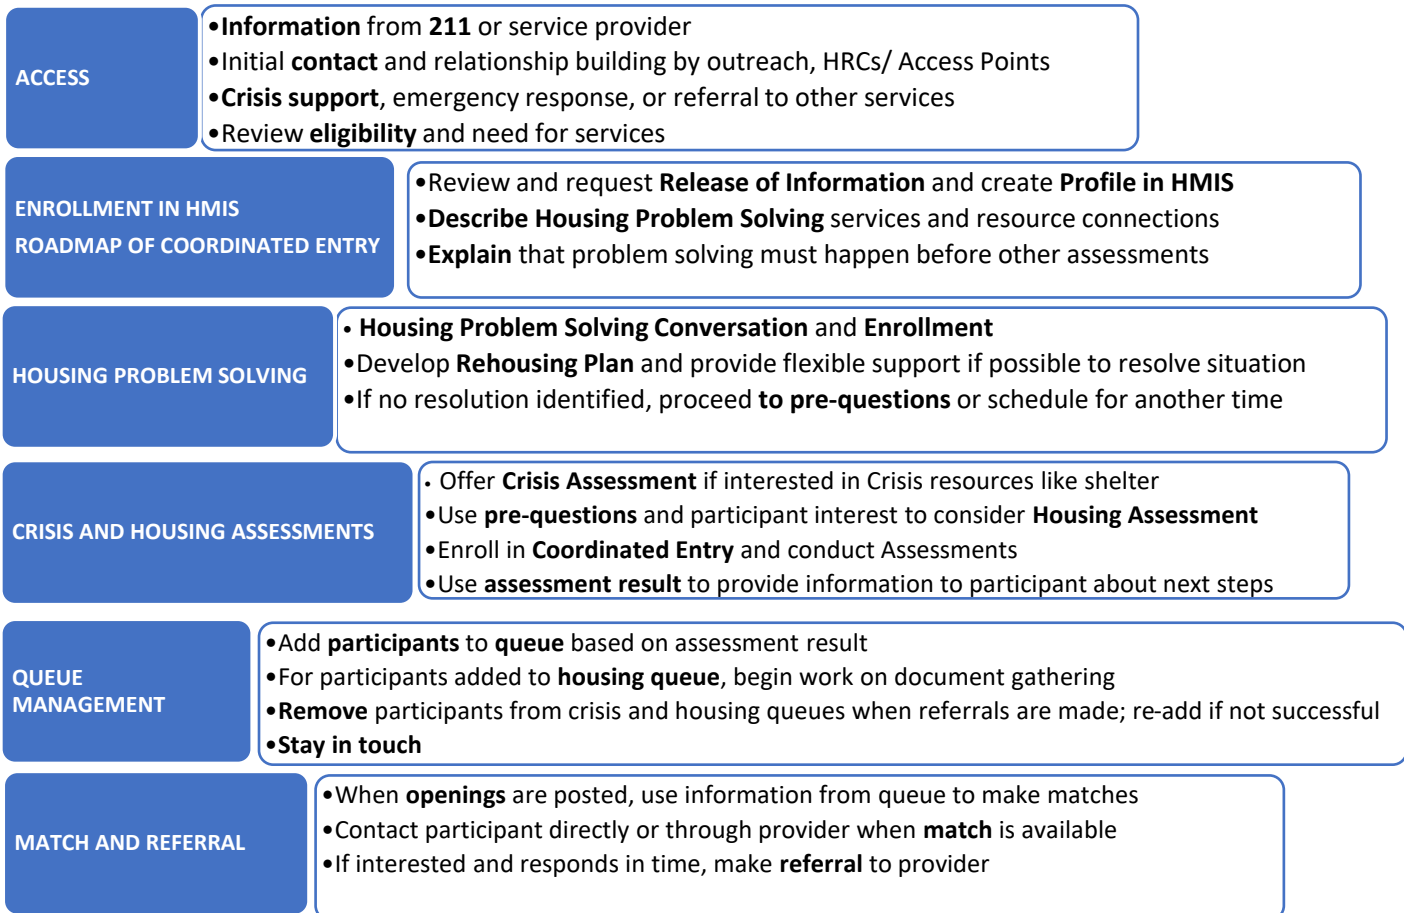 ACCESS
•Information from 211 or service provider
•Initial contact and relationship building by outreach, HRCs/ Access Points
•Crisis support, emergency response, or referral to other services
•Review eligibility and need for services
ENROLLMENT IN HMIS
ROADMAP OF COORDINATED ENTRY
•Review and request Release of Information and create Profile in HMIS
•Describe Housing Problem Solving services and resource connections
•Explain that problem solving must happen before other assessments
HOUSING PROBLEM SOLVING
• Housing Problem Solving Conversation and Enrollment
•Develop Rehousing Plan and provide flexible support if possible to resolve situation
•If no resolution identified, proceed to pre-questions or schedule for another time
CRISIS AND HOUSING ASSESSMENTS
• Offer Crisis Assessment if interested in Crisis resources like shelter
•Use pre-questions and participant interest to consider Housing Assessment
•Enroll in Coordinated Entry and conduct Assessments
•Use assessment result to provide information to participant about next steps
QUEUE
MANAGEMENT
•Add participants to queue based on assessment result
•For participants added to housing queue, begin work on document gathering
•Remove participants from crisis and housing queues when referrals are made; re-add if not successful
•Stay in touch
MATCH AND REFERRAL
•When openings are posted, use information from queue to make matches
•Contact participant directly or through provider when match is available
•If interested and responds in time, make referral to provider